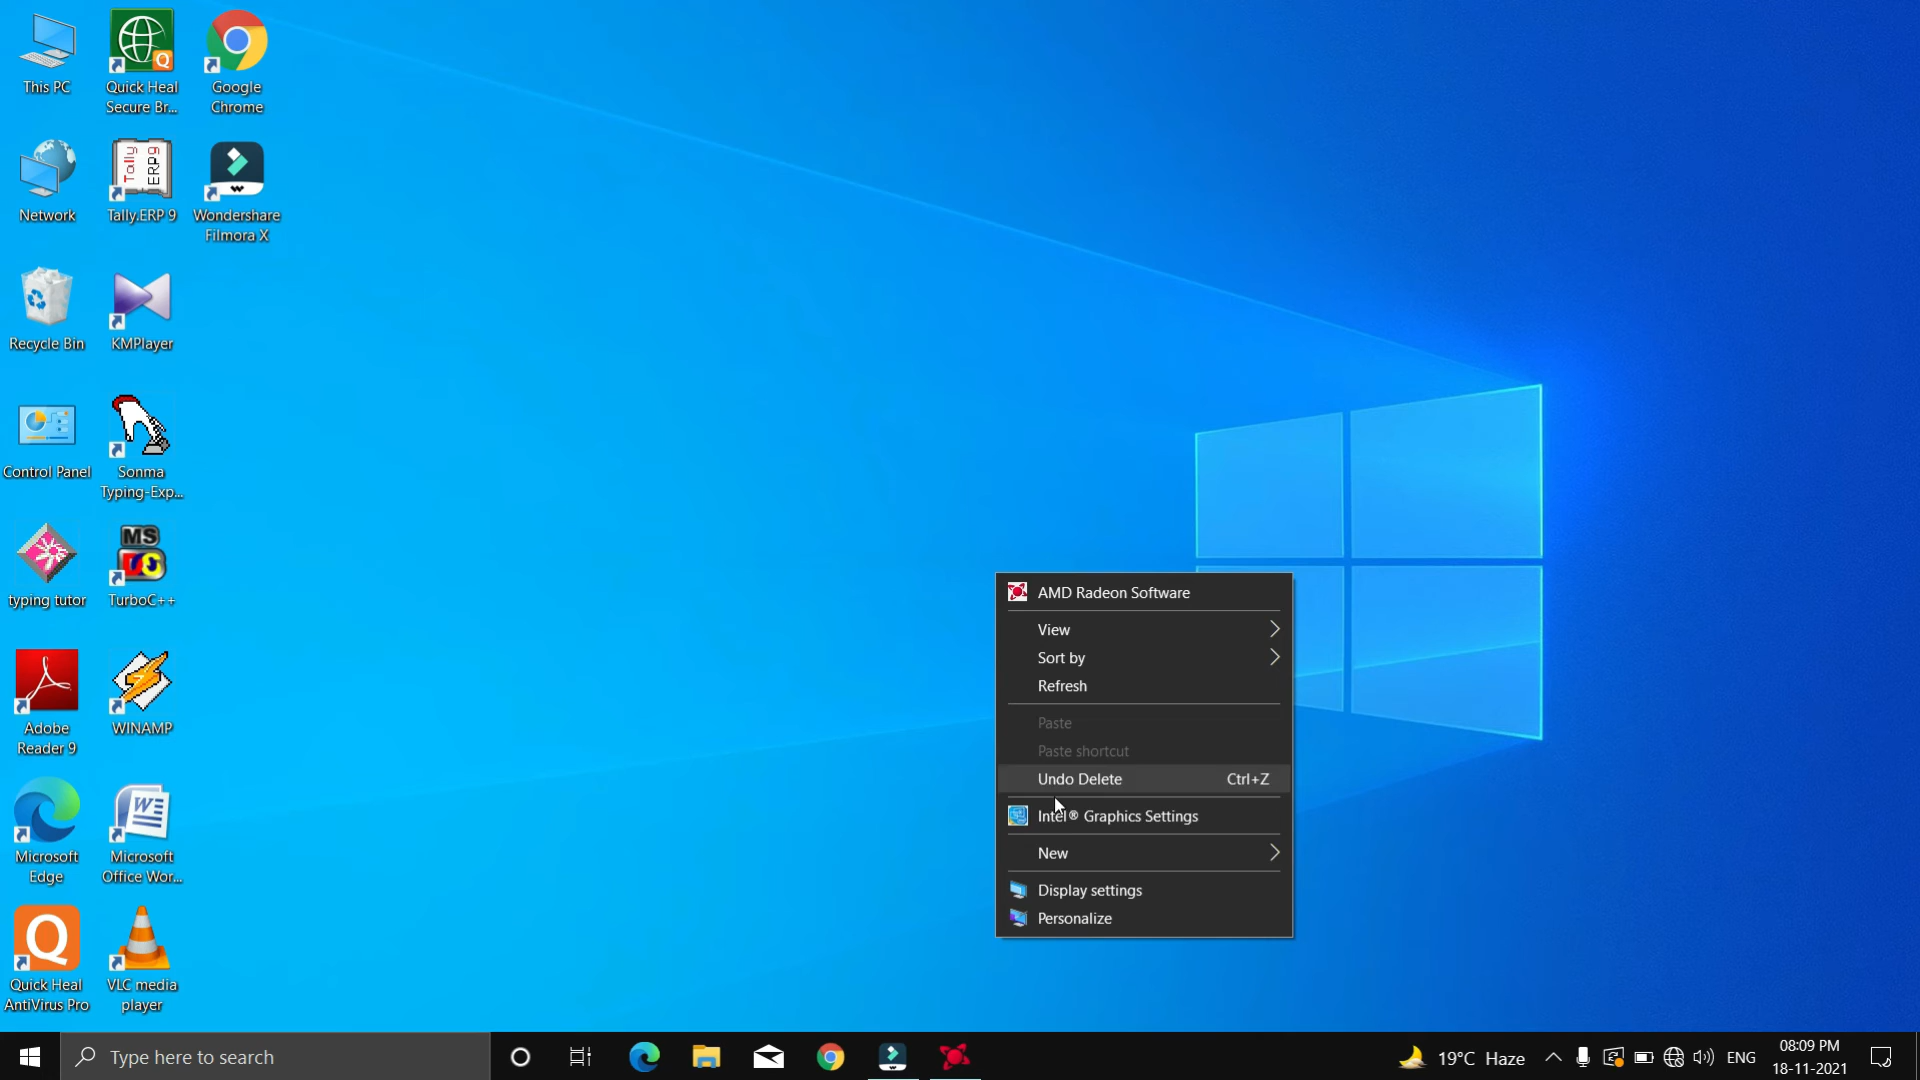 This PC
Quick Heal
Secure Br...
Google
Chrome
Network
Tally
ERP9
Tally.ERP 9
Wondershare
Filmora X
Recycle Bin
KMPlayer
Control Panel
Sonma
Typing-Exp...
typing tutor
MS
TurboC++
Adobe
Reader 9
WINAMP
Microsoft
Edge
Microsoft
Office Wor...
Quick Heal
AntiVirus Pro
VLC media
player
AMD Radeon Software
View
Sort by
Refresh
Paste
Paste shortcut
Undo Delete Ctrl+Z
Intel® Graphics Settings
New
Display settings
Personalize
Type here to search
19°C Haze
ENG
08:09 PM
18-11-2021